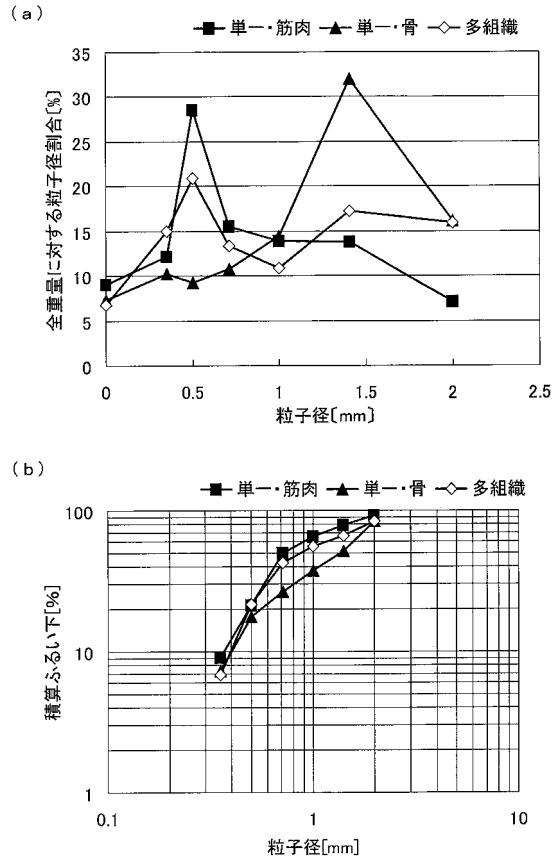 (a)
単一・筋肉 単一・骨 多組織
全重量に対する粒子径割合[%]
35
30
25
20
15
10
5
0
0 0.5 1 1.5 2 2.5
粒子径〔mm〕
(b)
単一・筋肉 単一・骨 多組織
積算ふるい下[%]
100
10
1
0.1 1 10
粒子径[mm]